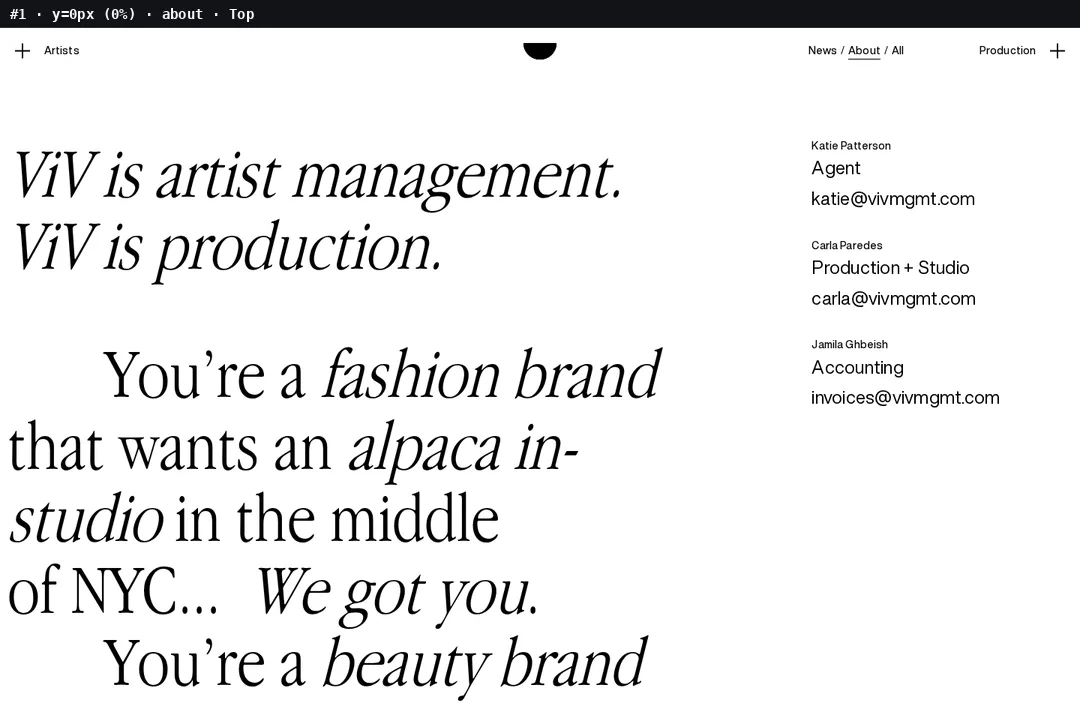 #1 · y=0px (0%) · about · Top
Artists
News / About / All
Production
ViV is artist management.
ViV is production.
You’re a fashion brand
that wants an alpaca in-
studio in the middle
of NYC... We got you.
You’re a beauty brand
Katie Patterson
Agent
katie@vivmgmt.com
Carla Paredes
Production + Studio
carla@vivmgmt.com
Jamila Ghbeish
Accounting
invoices@vivmgmt.com